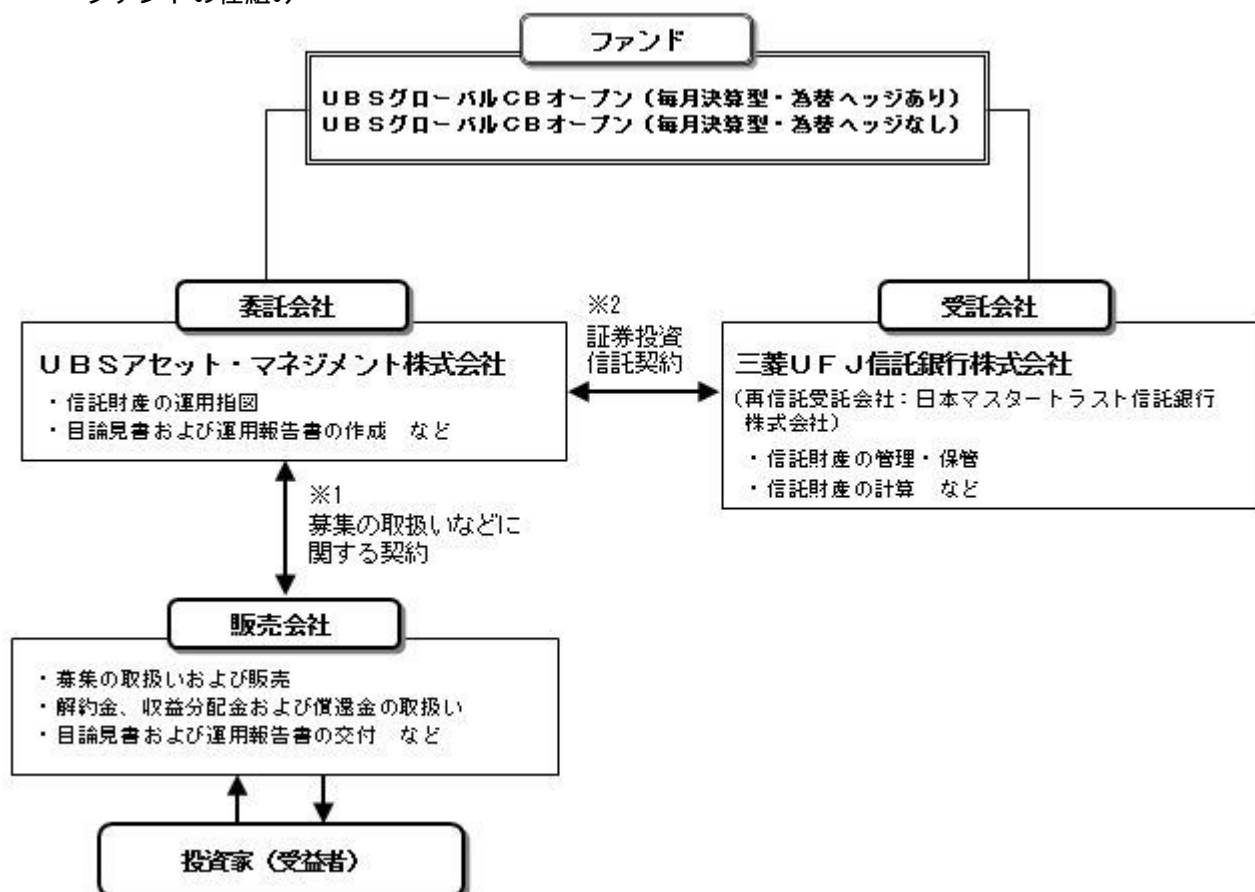 ファンドの仕組み
ファンド
UBSグローバルCBオープン(毎月決算型・為替ヘッジあり)
UBSグローバルCBオープン(毎月決算型・為替ヘッジなし)
委託会社
UBSアセット・マネジメント株式会社
・信託財産の運用指図
・目論見書および運用報告書の作成 など
※2
証券投資
信託契約
受託会社
三菱UFJ信託銀行株式会社
(再信託受託会社:日本マスタートラスト信託銀行
株式会社)
・信託財産の管理・保管
・信託財産の計算 など
※1
募集の取扱いなどに
関する契約
販売会社
・募集の取扱いおよび販売
・解約金、収益分配金および償還金の取扱い
・目論見書および運用報告書の交付 など
投資家(受益者)